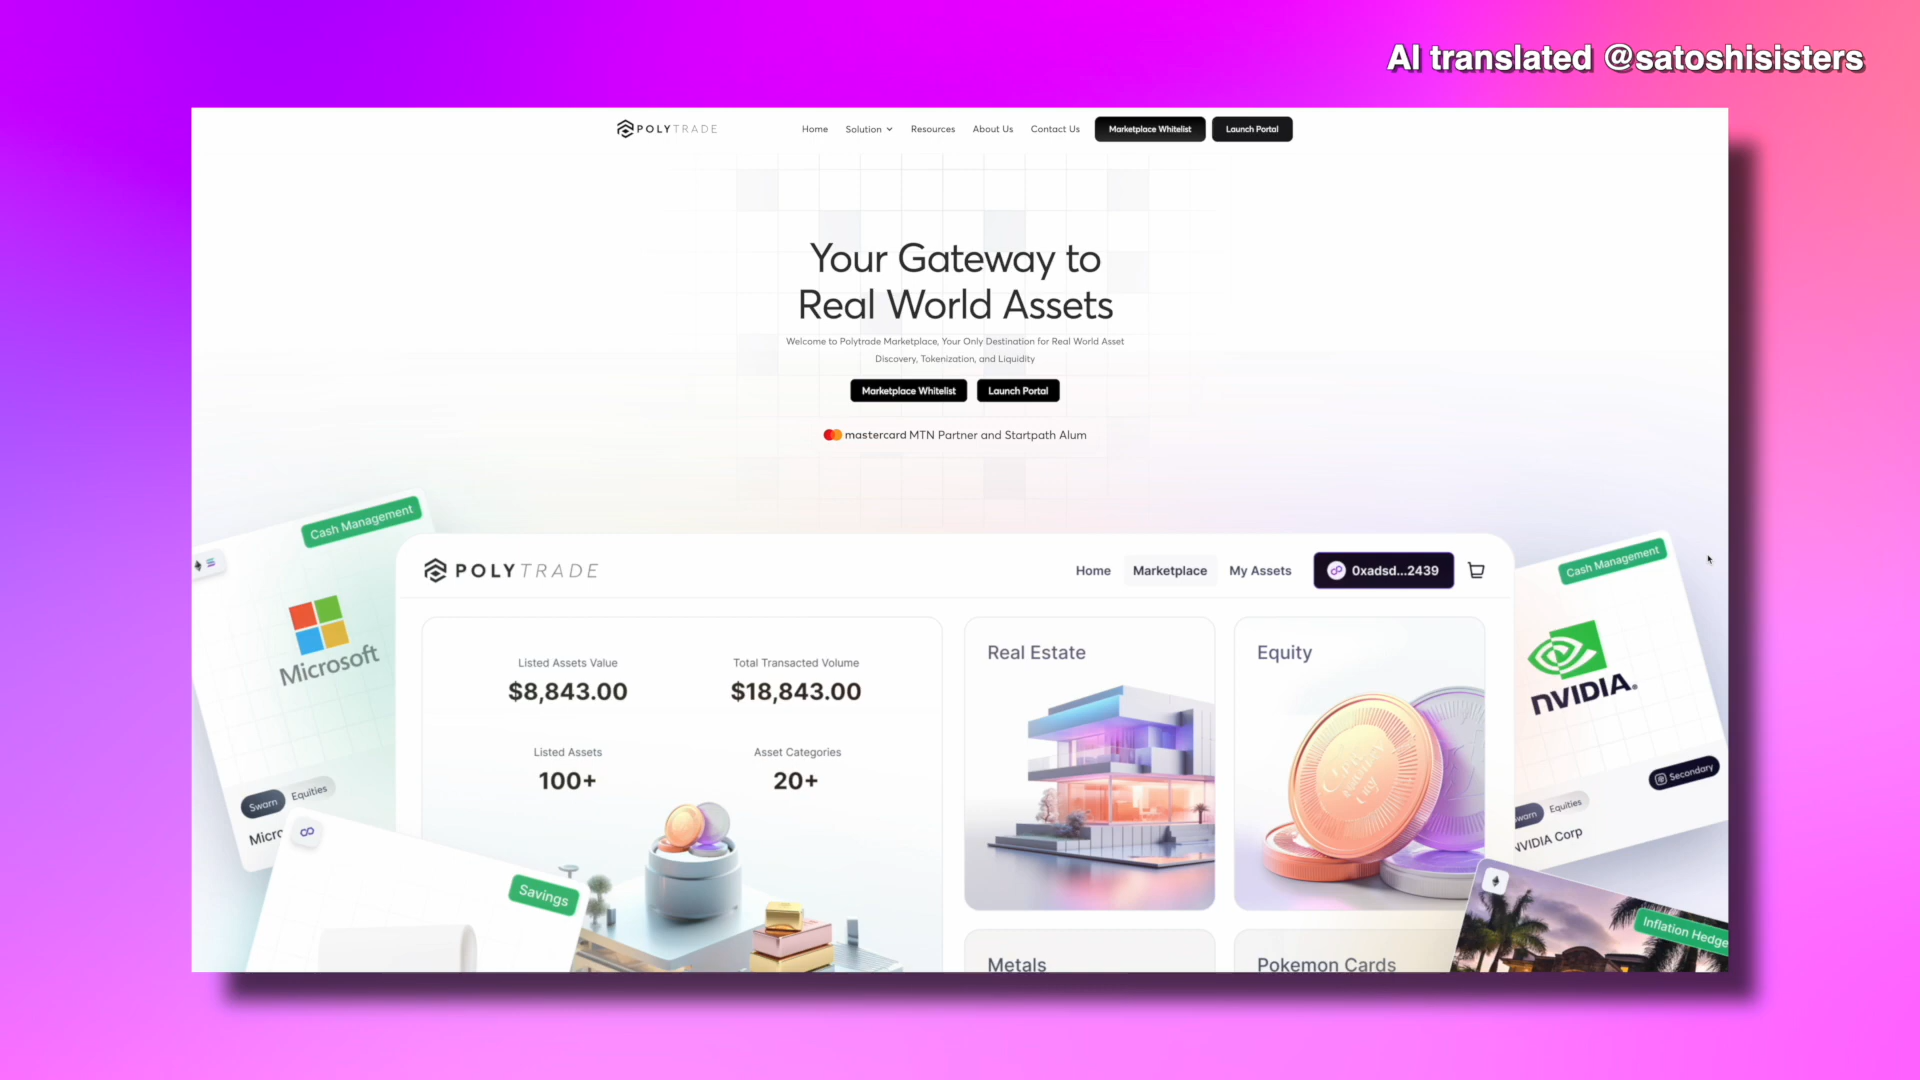 AI translated @satoshisisters
POLYTRADE
Home Solution Resources About Us Contact Us Marketplace Whitelist Launch Portal
Your Gateway to
Real World Assets
Welcome to Polytrade Marketplace, Your Only Destination for Real World Asset
Discovery, Tokenization, and Liquidity
Marketplace Whitelist Launch Portal
mastercard MTN Partner and Startpath Alum
Cash Management
Microsoft
Swarn Equities
Micro
Savings
POLYTRADE
Home Marketplace My Assets 0xadsd...2439
Listed Assets Value
$8,843.00
Total Transacted Volume
$18,843.00
Listed Assets
100+
Asset Categories
20+
Real Estate
Equity
Metals
Pokemon Cards
Cash Management
NVIDIA.
Secondary
warn Equities
NVIDIA Corp
Inflation Hedge